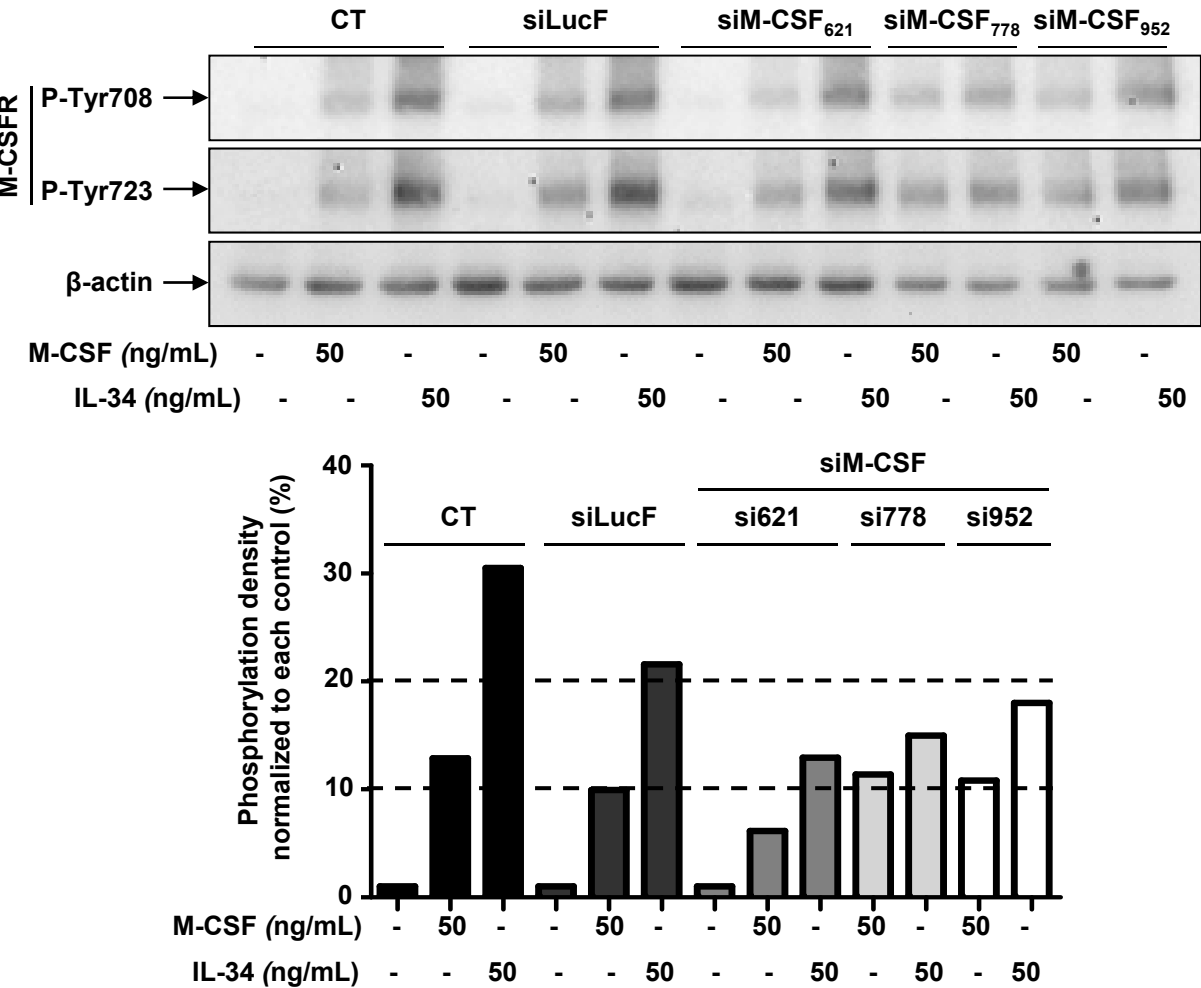 CT siLucF siM-CSF621 siM-CSF778 siM-CSF952
M-CSFR
P-Tyr708
P-Tyr723
β-actin
M-CSF (ng/mL) - 50 - - 50 - - 50 - 50 - 50 -
IL-34 (ng/mL) - - 50 - - 50 - - 50 - 50 - 50
siM-CSF
CT siLucF si621 si778 si952
Phosphorylation density
normalized to each control (%)
40
30
20
10
0
M-CSF (ng/mL) - 50 - - 50 - - 50 - 50 - 50 -
IL-34 (ng/mL) - - 50 - - 50 - - 50 - 50 - 50